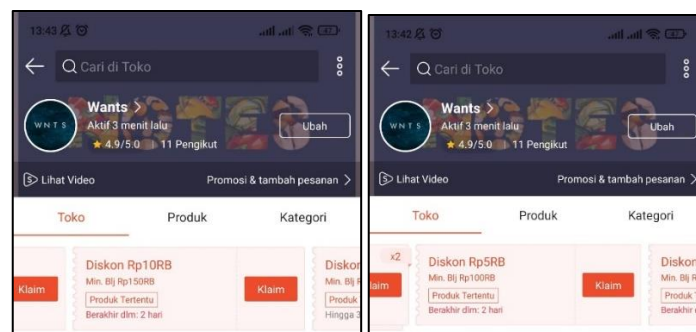 13:43
Cari di Toko
Wants >
WNTS
Aktif 3 menit lalu
4.9/5.0 | 11 Pengikut
Ubah
Lihat Video
Promosi & tambah pesanan >
Toko Produk Kategori
Klaim
Diskon Rp10RB
Min. Blj Rp150RB
Produk Tertentu
Berakhir dlm: 2 hari
Klaim
Diskon
Min. Blj
Produk
Hingga 3
13:42
Cari di Toko
Wants >
WNTS
Aktif 3 menit lalu
4.9/5.0 | 11 Pengikut
Ubah
Lihat Video
Promosi & tambah pesanan >
Toko Produk Kategori
x2
laim
Diskon Rp5RB
Min. Blj Rp100RB
Produk Tertentu
Berakhir dlm: 2 hari
Klaim
Diskon
Min. Blj R
Produk
Berakhir